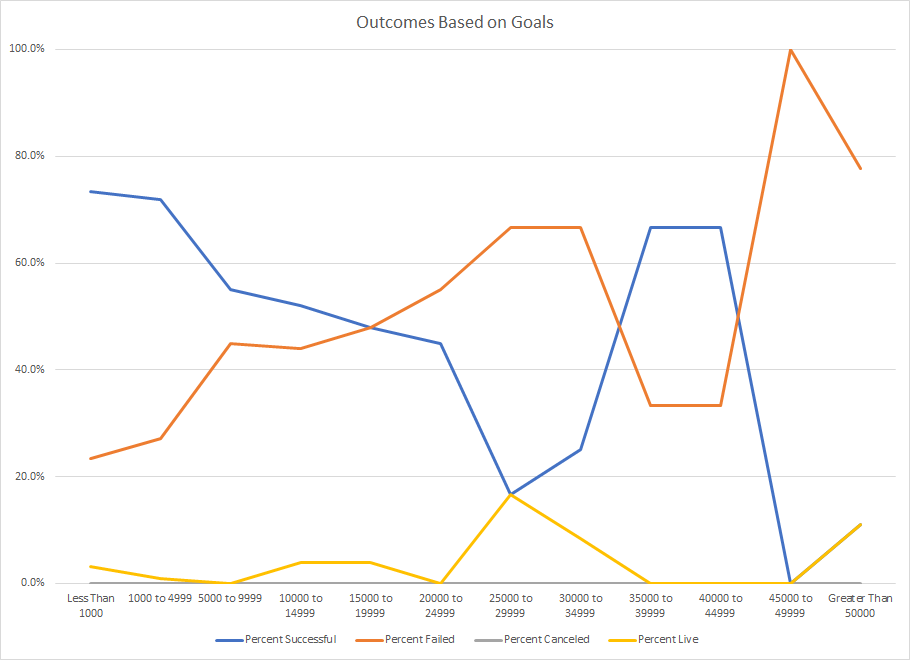 Outcomes Based on Goals
100.0%
80.0%
60.0%
40.0%
20.0%
0.0%
Less Than 1000 to 4999 5000 to 9999 10000 to 15000 to 20000 to 25000 to 30000 to 35000 to 40000 to 45000 to Greater Than
1000 14999 19999 24999 29999 34999 39999 44999 49999 50000
Percent Successful Percent Failed Percent Canceled Percent Live